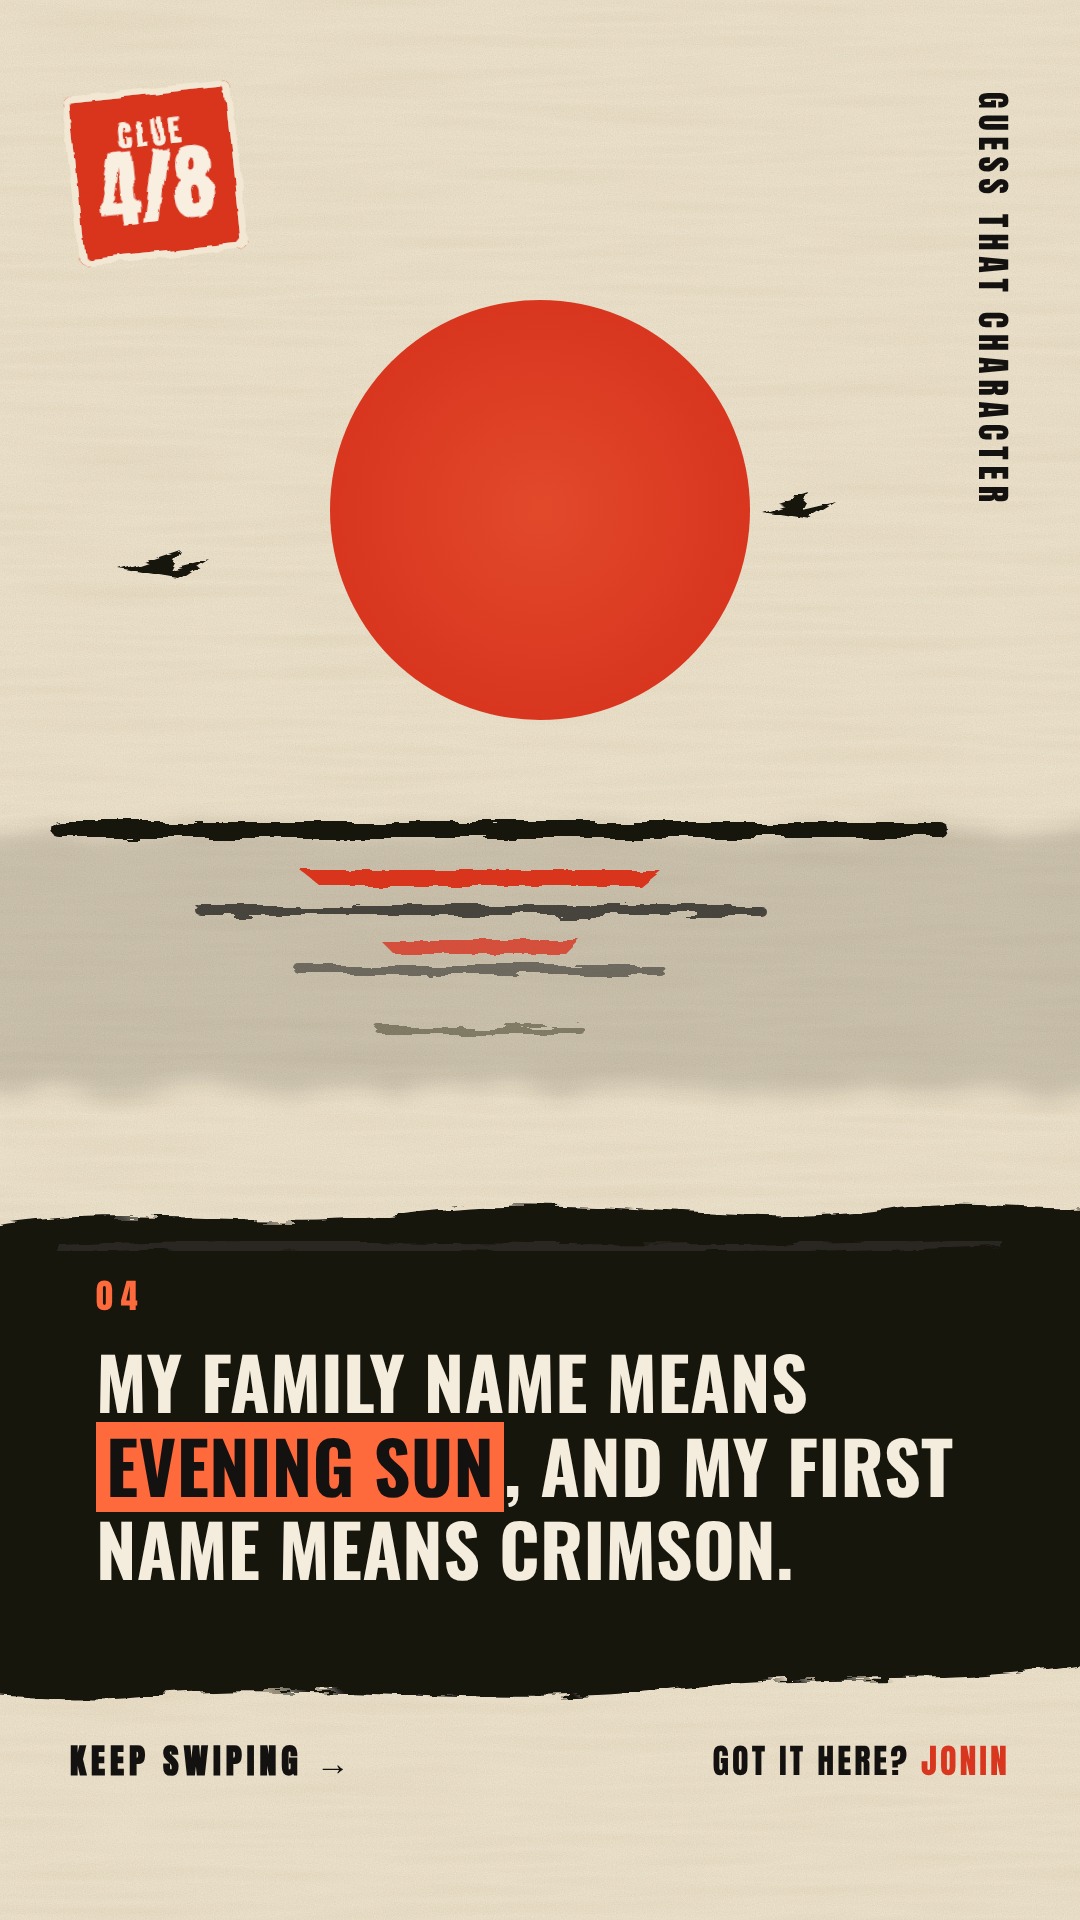 CLUE
4/8
GUESS THAT CHARACTER
04
MY FAMILY NAME MEANS
EVENING SUN, AND MY FIRST
NAME MEANS CRIMSON.
KEEP SWIPING →
GOT IT HERE? JONIN